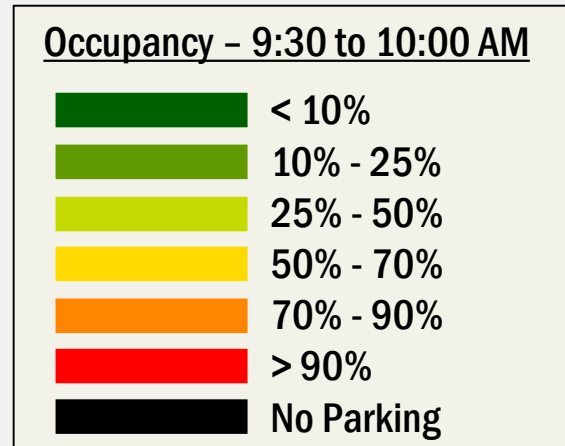 Occupancy – 9:30 to 10:00 AM
< 10%
10% - 25%
25% - 50%
50% - 70%
70% - 90%
> 90%
No Parking